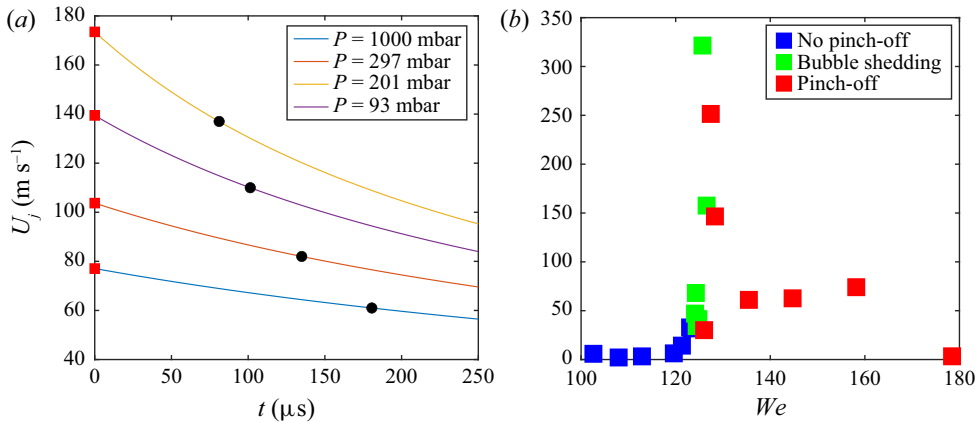 (a)
180
160
140
120
100
80
60
40
0
50
100
150
200
250
U_j (m s⁻¹)
t (μs)
P = 1000 mbar
P = 297 mbar
P = 201 mbar
P = 93 mbar
(b)
350
300
250
200
150
100
50
0
100
120
140
160
180
We
No pinch-off
Bubble shedding
Pinch-off